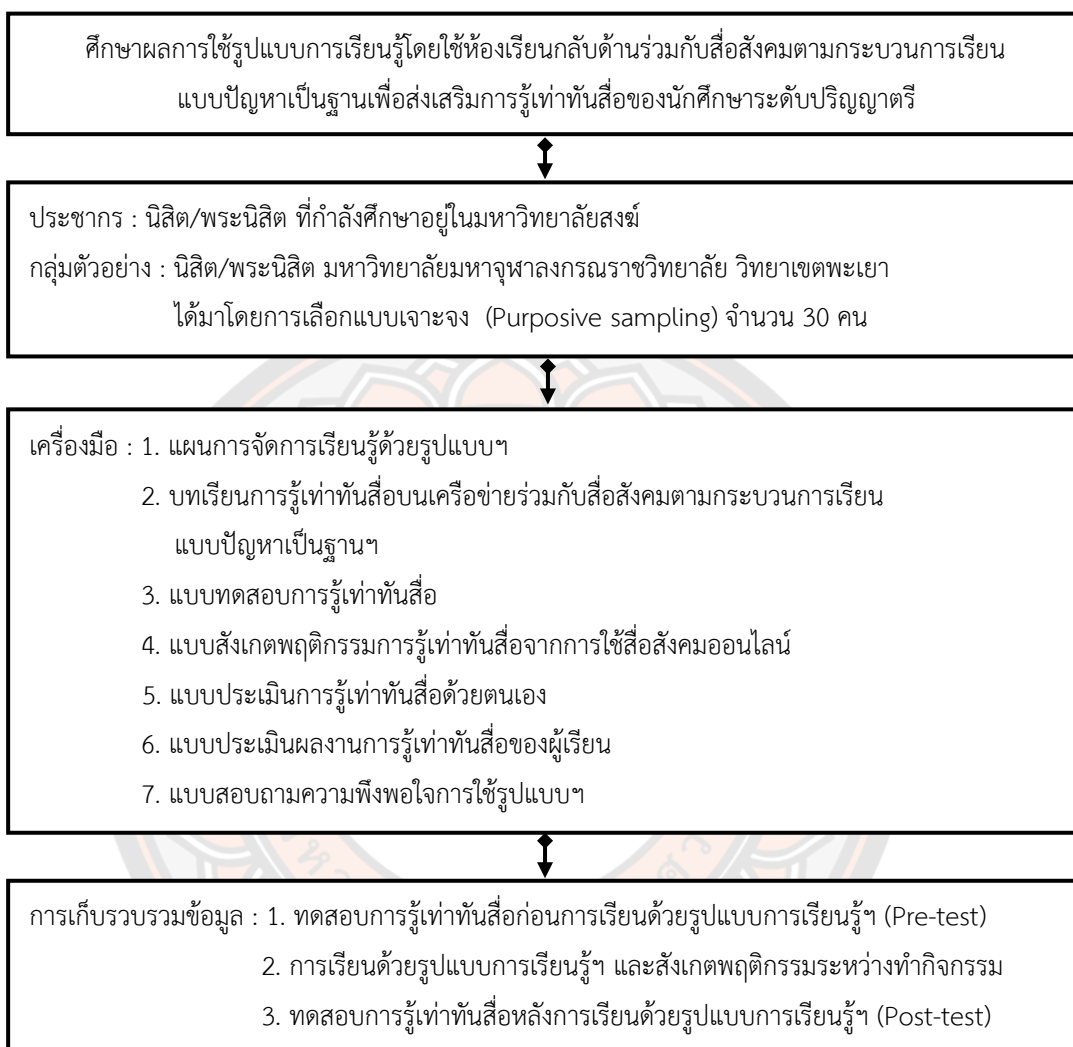 ศึกษาผลการใช้รูปแบบการเรียนรู้โดยใช้ห้องเรียนกลับด้านร่วมกับสื่อสังคมตามกระบวนการเรียน
แบบปัญหาเป็นฐานเพื่อส่งเสริมการรู้เท่าทันสื่อของนักศึกษาระดับปริญญาตรี
ประชากร : นิสิต/พระนิสิต ที่กำลังศึกษาอยู่ในมหาวิทยาลัยสงฆ์
กลุ่มตัวอย่าง : นิสิต/พระนิสิต มหาวิทยาลัยมหาจุฬาลงกรณราชวิทยาลัย วิทยาเขตพะเยา
ได้มาโดยการเลือกแบบเจาะจง (Purposive sampling) จำนวน 30 คน
เครื่องมือ : 1. แผนการจัดการเรียนรู้ด้วยรูปแบบฯ
2. บทเรียนการรู้เท่าทันสื่อบนเครือข่ายร่วมกับสื่อสังคมตามกระบวนการเรียน
แบบปัญหาเป็นฐานฯ
3. แบบทดสอบการรู้เท่าทันสื่อ
4. แบบสังเกตพฤติกรรมการรู้เท่าทันสื่อจากการใช้สื่อสังคมออนไลน์
5. แบบประเมินการรู้เท่าทันสื่อด้วยตนเอง
6. แบบประเมินผลงานการรู้เท่าทันสื่อของผู้เรียน
7. แบบสอบถามความพึงพอใจการใช้รูปแบบฯ
การเก็บรวบรวมข้อมูล : 1. ทดสอบการรู้เท่าทันสื่อก่อนการเรียนด้วยรูปแบบการเรียนรู้ฯ (Pre-test)
2. การเรียนด้วยรูปแบบการเรียนรู้ฯ และสังเกตพฤติกรรมระหว่างทำกิจกรรม
3. ทดสอบการรู้เท่าทันสื่อหลังการเรียนด้วยรูปแบบการเรียนรู้ฯ (Post-test)